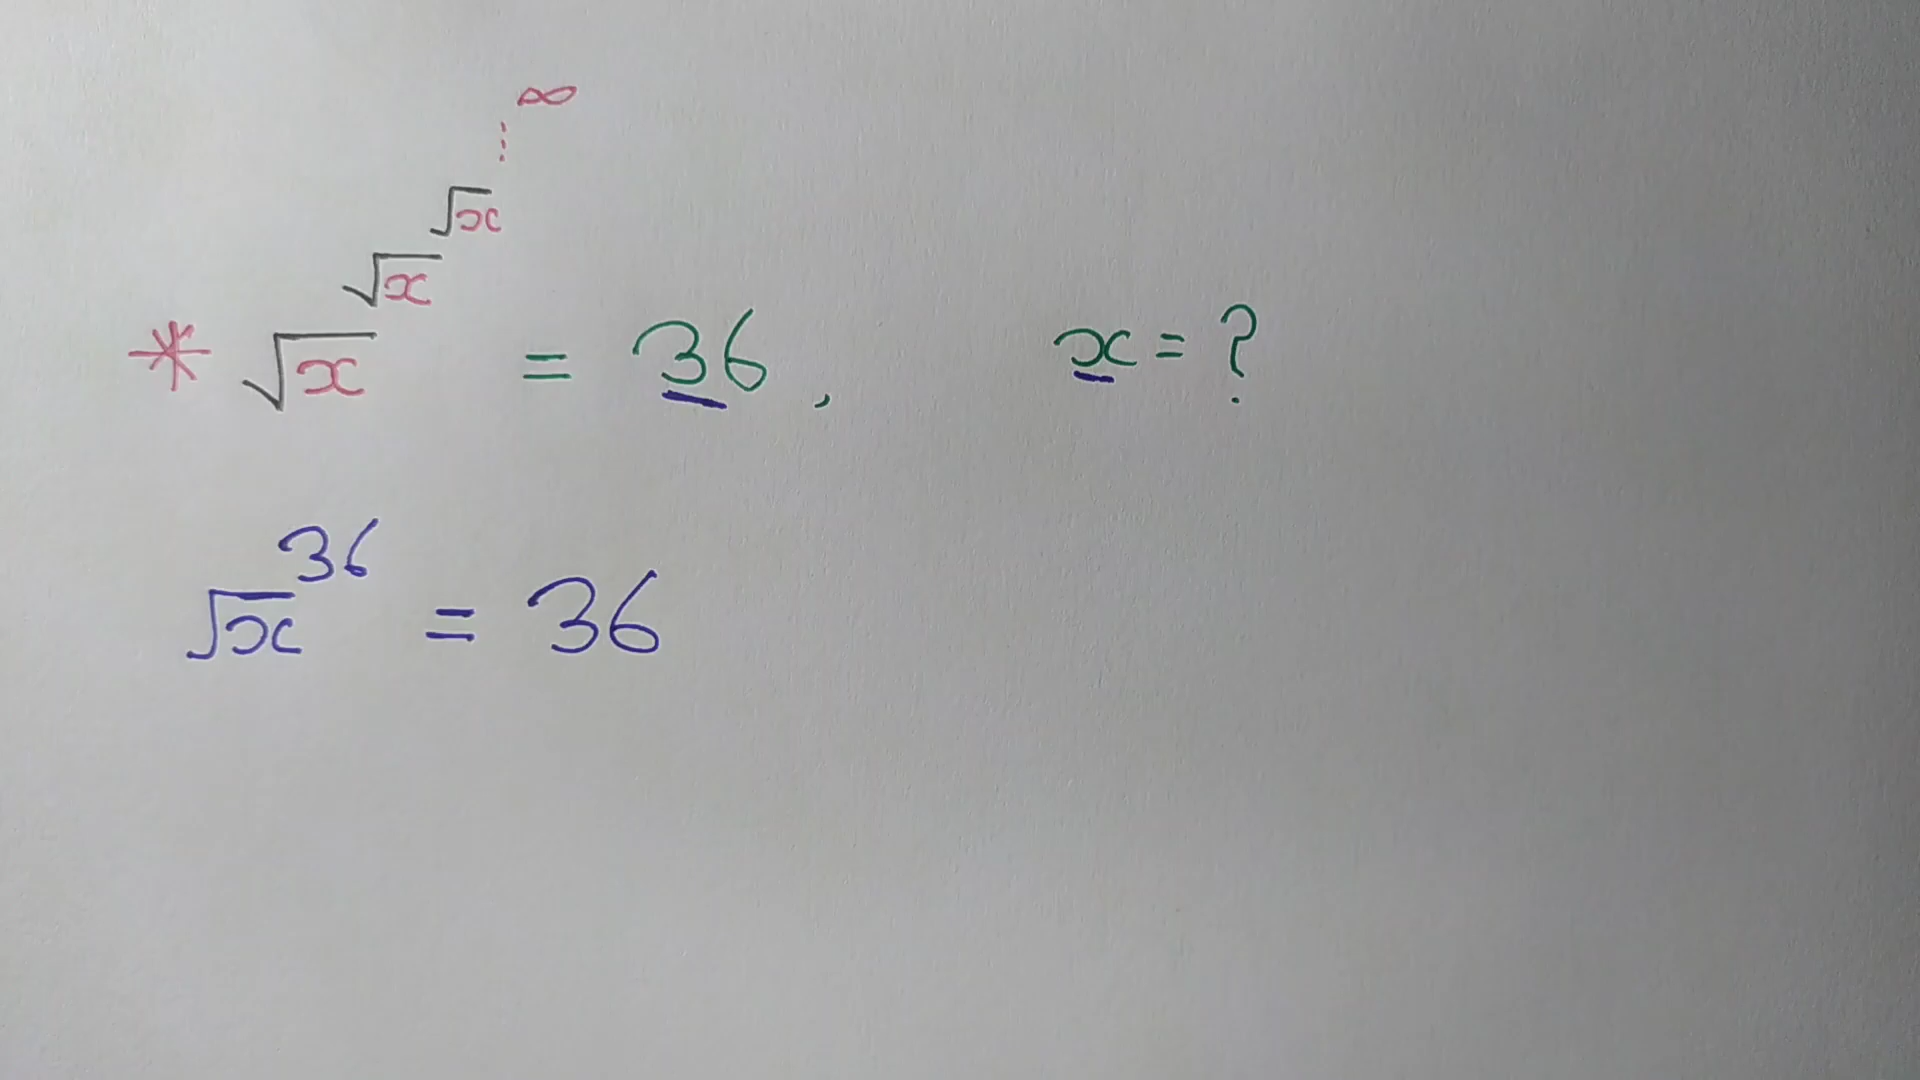 * √x^√x^√x^⋮^∞ = 36, x = ?
√x^36 = 36